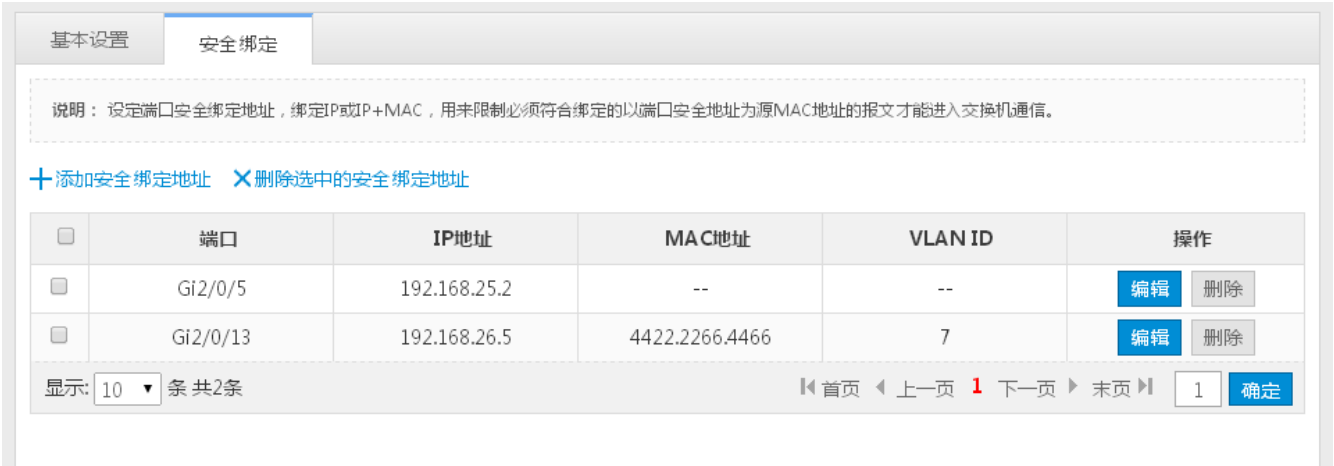 基本设置 安全绑定
说明： 设定端口安全绑定地址，绑定IP或IP+MAC，用来限制必须符合绑定的以端口安全地址为源MAC地址的报文才能进入交换机通信。
添加安全绑定地址 删除选中的安全绑定地址
端口 IP地址 MAC地址 VLAN ID 操作
Gi2/0/5 192.168.25.2 -- -- 编辑 删除
Gi2/0/13 192.168.26.5 4422.2266.4466 7 编辑 删除
显示: 10 条 共2条 首页 上一页 1 下一页 末页 1 确定